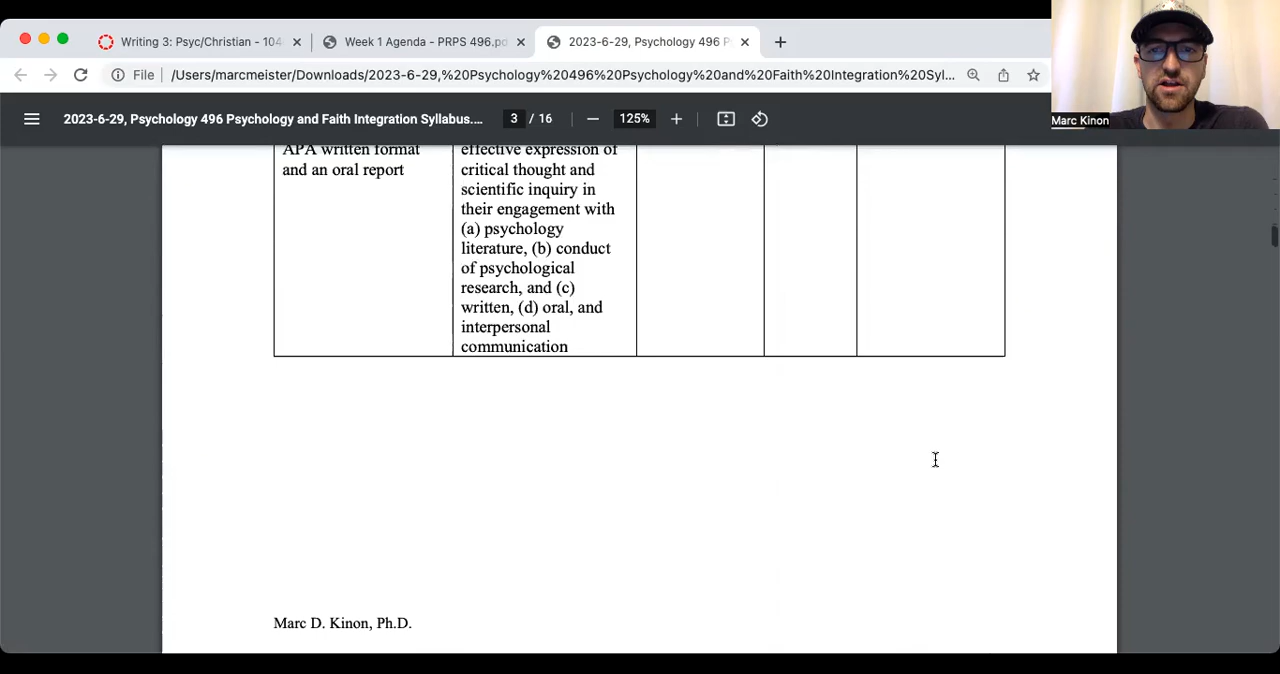 Writing 3: Psyc/Christian - 104
Week 1 Agenda - PRPS 496.pd
2023-6-29, Psychology 496 P
File
/Users/marcmeister/Downloads/2023-6-29,%20Psychology%20496%20Psychology%20and%20Faith%20Integration%20Syl...
2023-6-29, Psychology 496 Psychology and Faith Integration Syllabus....
3 / 16
125%
Marc Kinon
APA written format
and an oral report
effective expression of
critical thought and
scientific inquiry in
their engagement with
(a) psychology
literature, (b) conduct
of psychological
research, and (c)
written, (d) oral, and
interpersonal
communication
Marc D. Kinon, Ph.D.